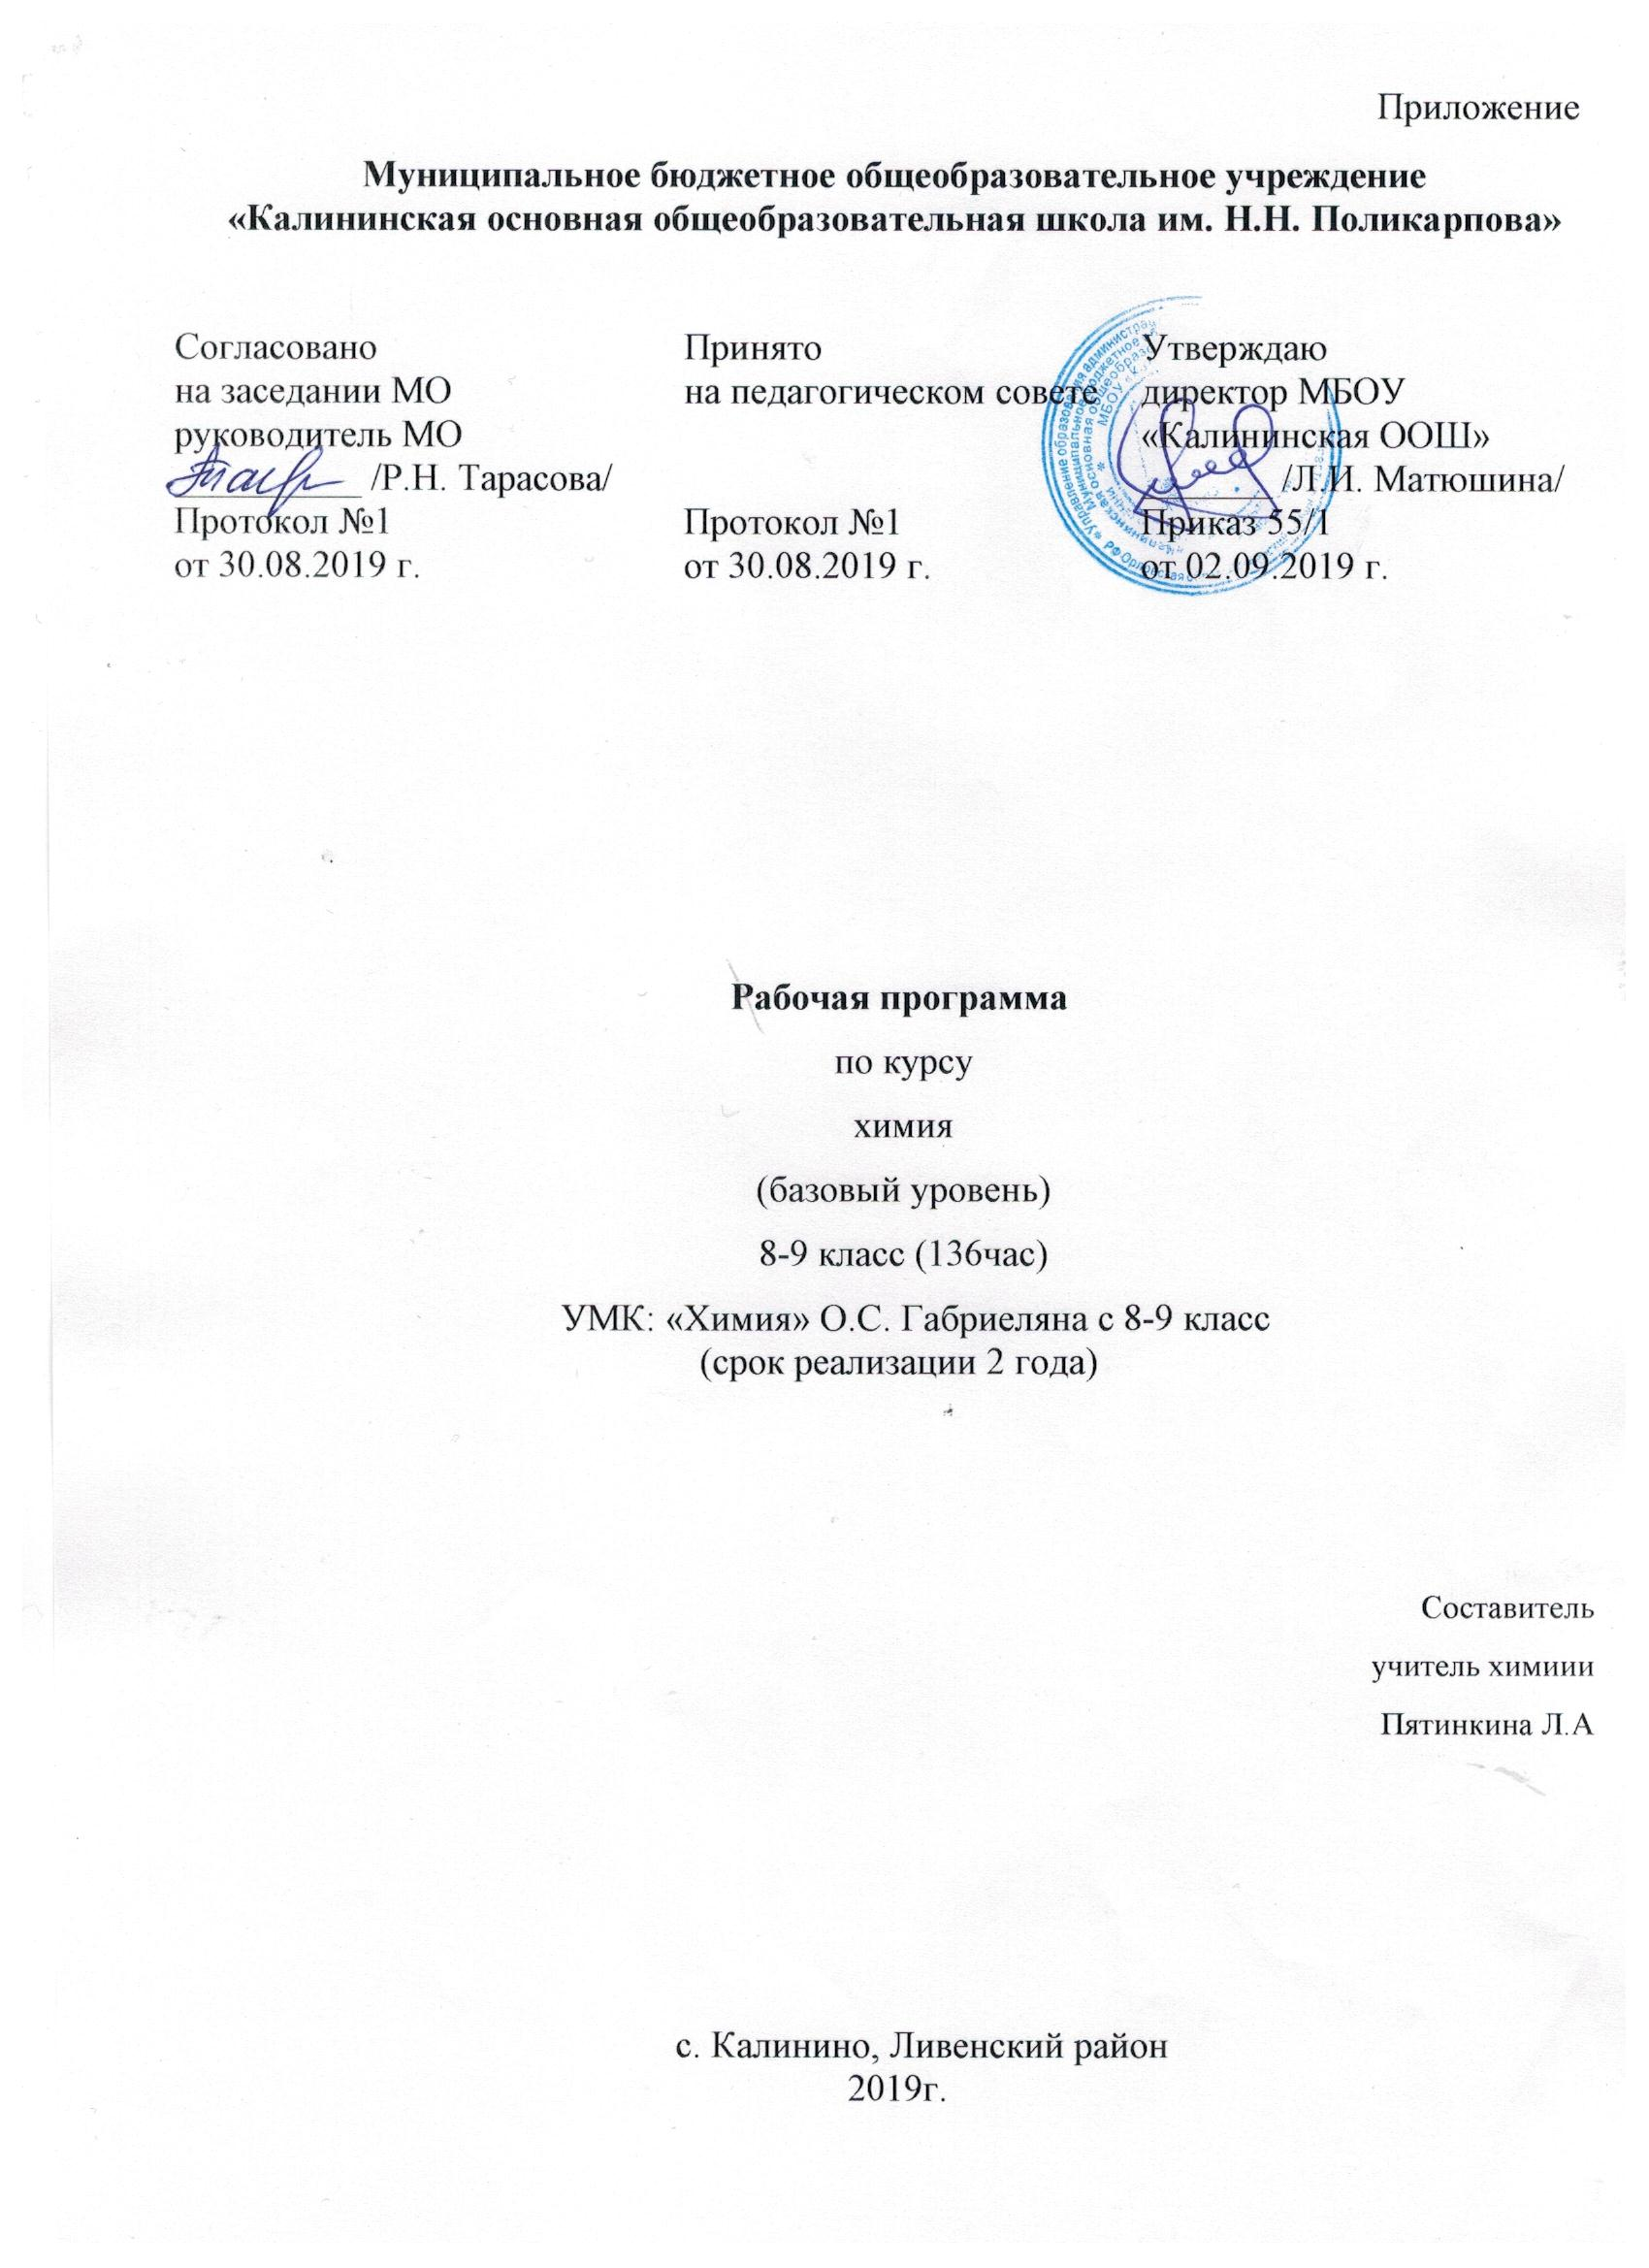 Приложение
Муниципальное бюджетное общеобразовательное учреждение
«Калининская основная общеобразовательная школа им. Н.Н. Поликарпова»
Согласовано
на заседании МО
руководитель МО
/Р.Н. Тарасова/
Протокол №1
от 30.08.2019 г.
Принято
на педагогическом совете
Протокол №1
от 30.08.2019 г.
Утверждаю
директор МБОУ
«Калининская ООШ»
/Л.И. Матюшина/
Приказ 55/1
от 02.09.2019 г.
Рабочая программа
по курсу
химия
(базовый уровень)
8-9 класс (136час)
УМК: «Химия» О.С. Габриеляна с 8-9 класс
(срок реализации 2 года)
Составитель
учитель химиии
Пятинкина Л.А
с. Калинино, Ливенский район
2019г.